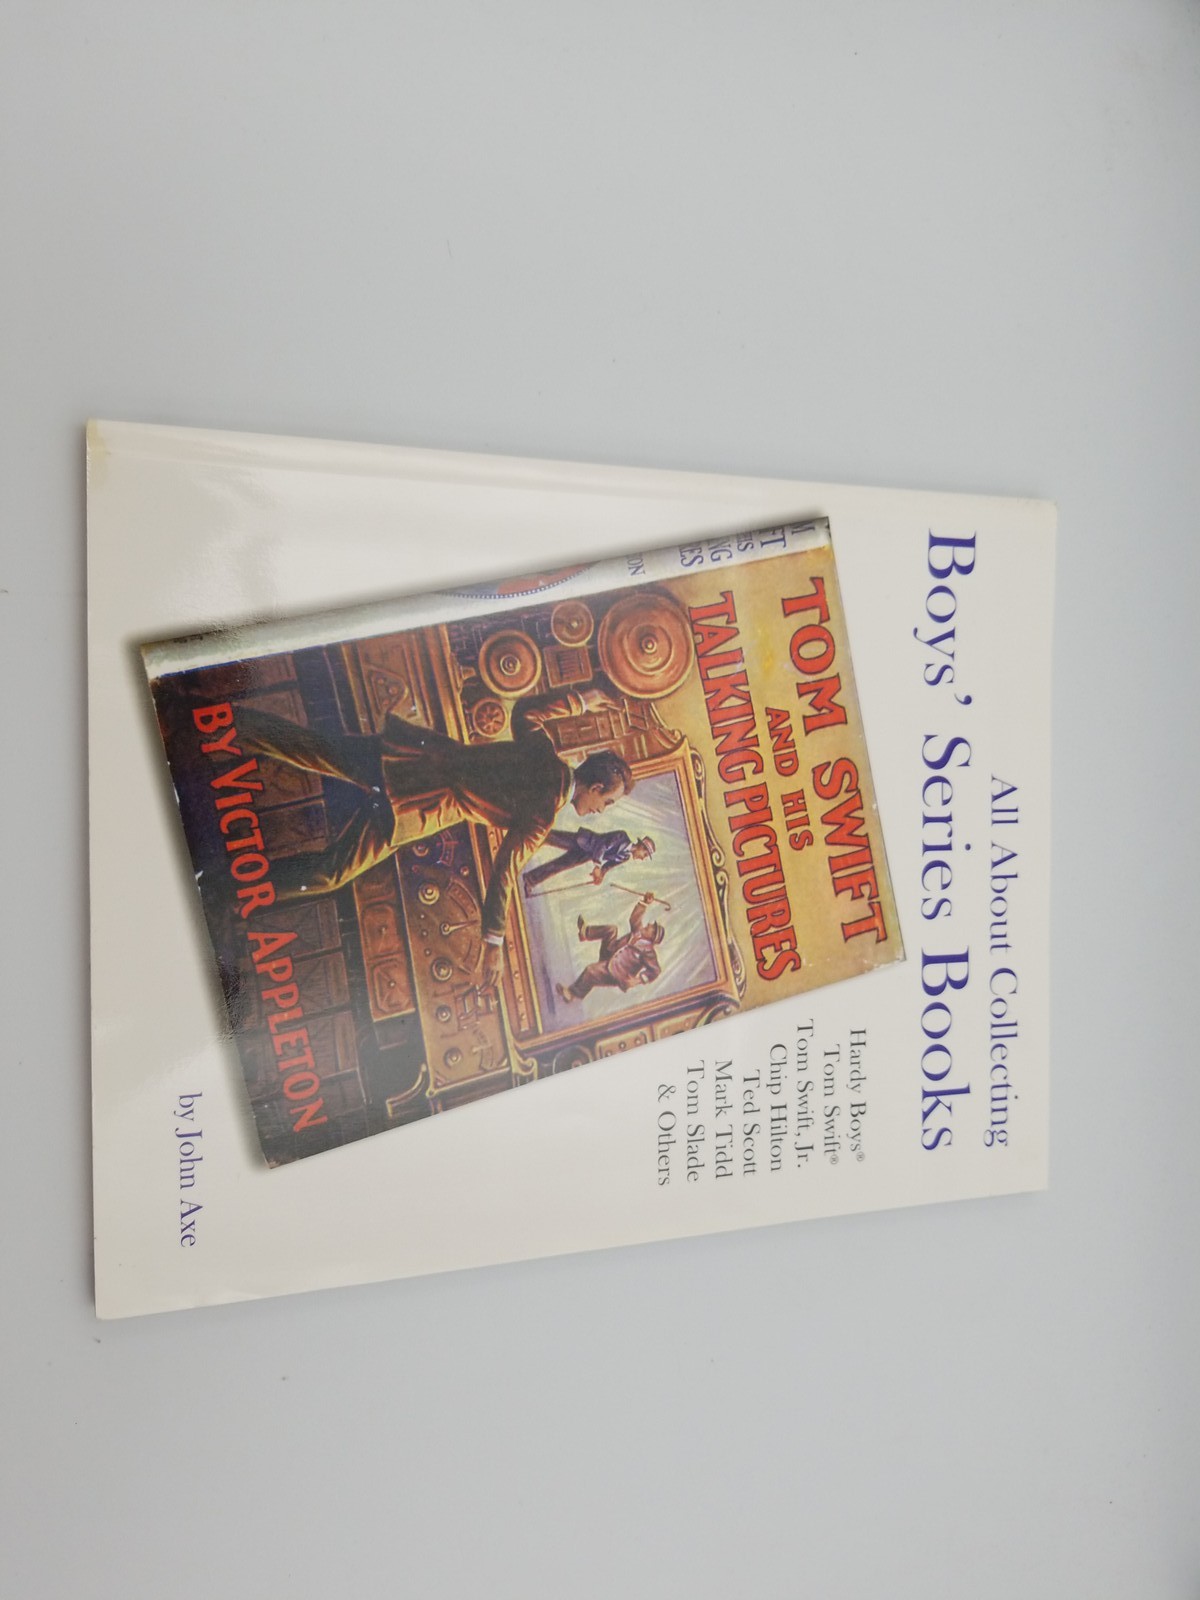 All About Collecting
Boys' Series Books
TOM SWIFT
AND HIS
TALKING PICTURES
BY VICTOR APPLETON
Hardy Boys®
Tom Swift®
Tom Swift, Jr.
Chip Hilton
Ted Scott
Mark Tidd
Tom Slade
& Others
by John Axe